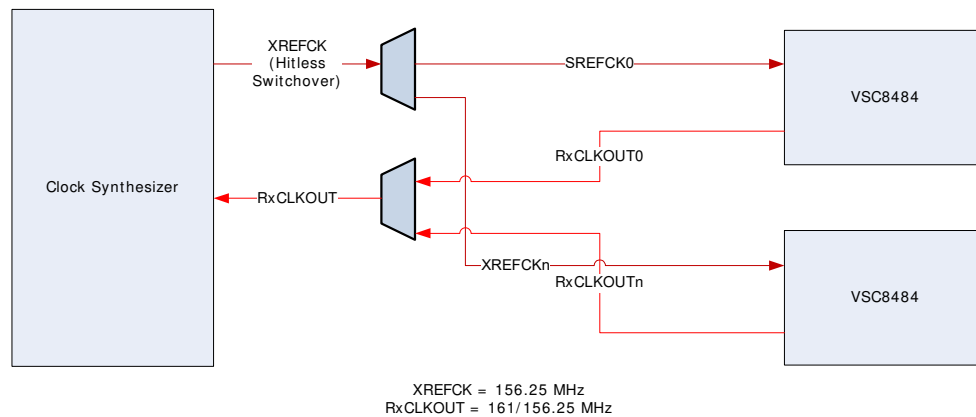 XREFCK
(Hitless
Switchover)
SREFCK0
VSC8484
RxCLKOUT0
Clock Synthesizer
RxCLKOUT
XREFCKn
RxCLKOUTn
VSC8484
XREFCK = 156.25 MHz
RxCLKOUT = 161/156.25 MHz